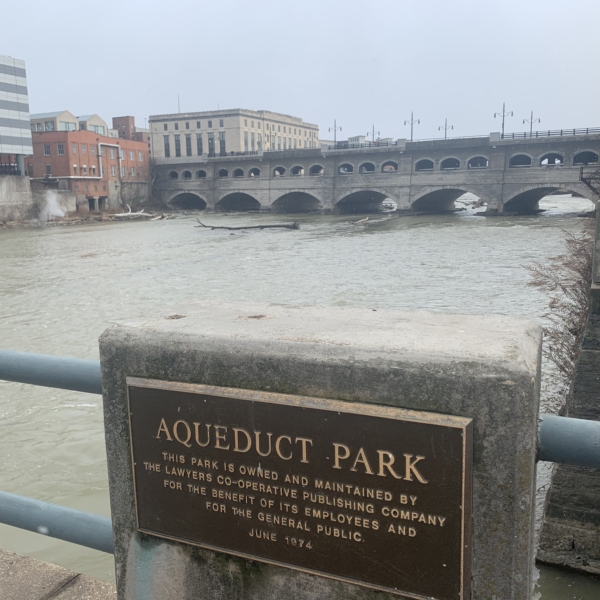 AQUEDUCT PARK
THIS PARK IS OWNED AND MAINTAINED BY
THE LAWYERS CO-OPERATIVE PUBLISHING COMPANY
FOR THE BENEFIT OF ITS EMPLOYEES AND
FOR THE GENERAL PUBLIC.
JUNE 1974